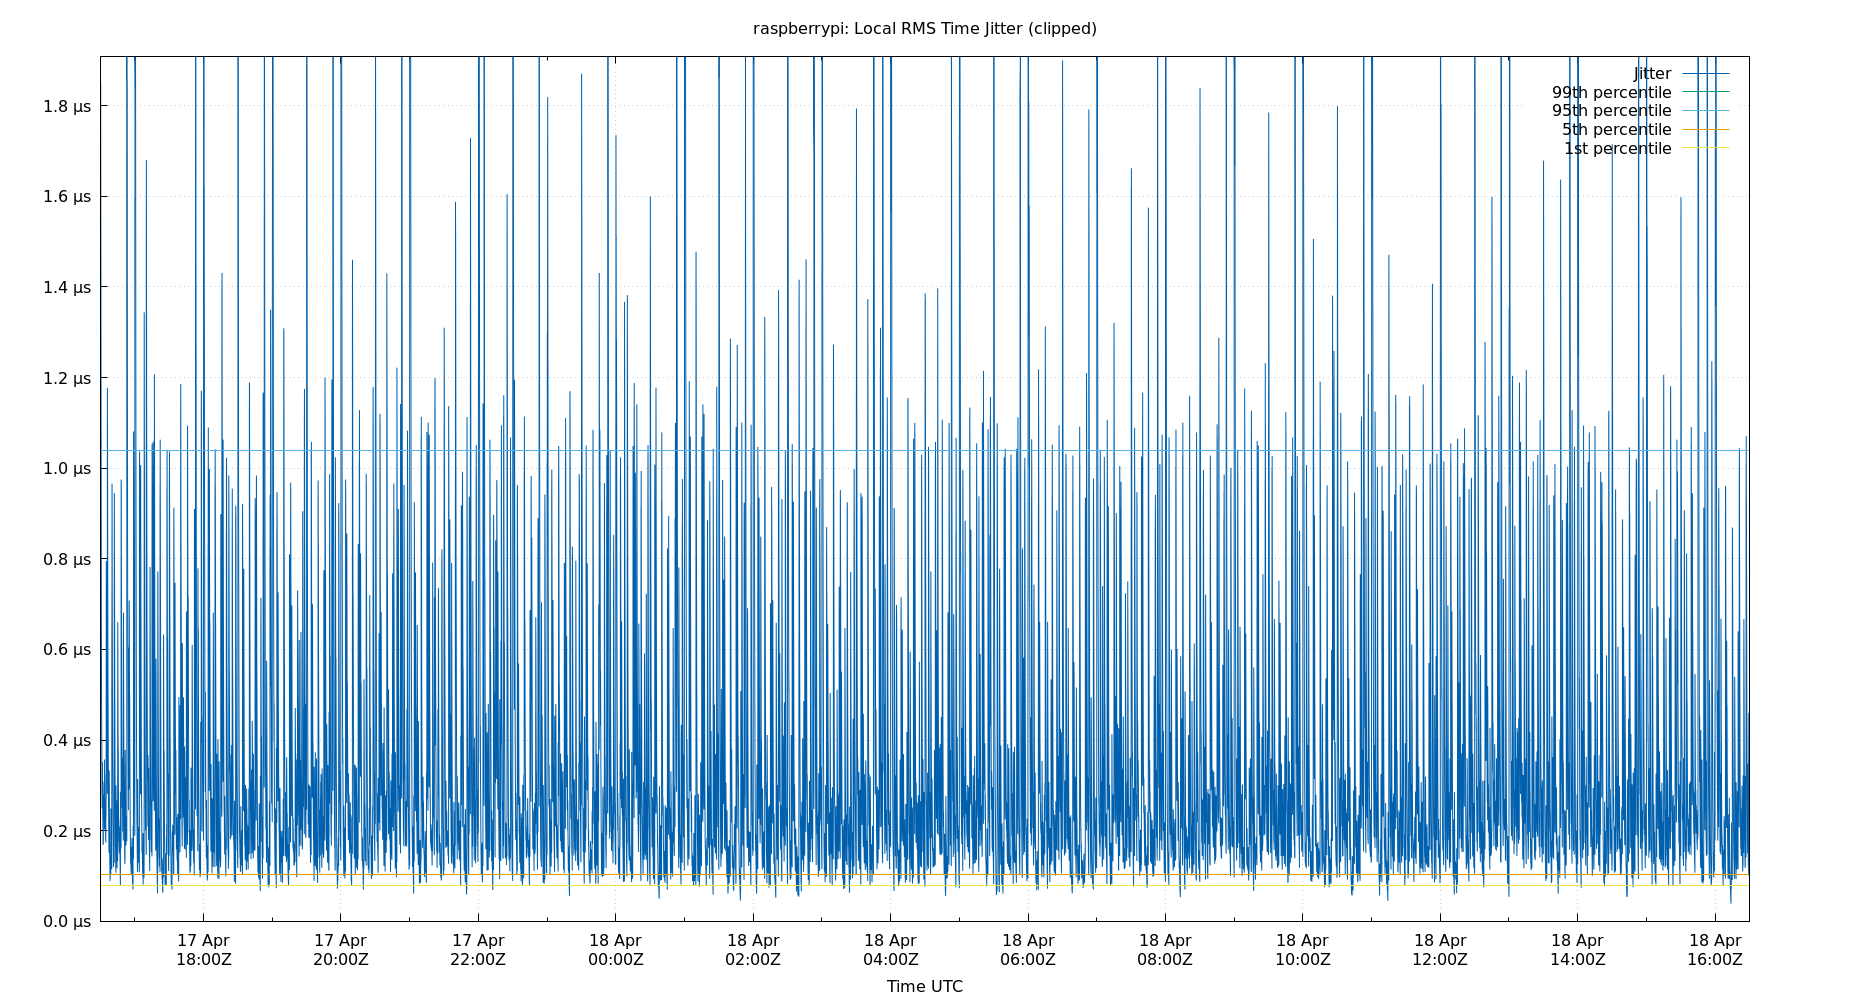 raspberrypi: Local RMS Time Jitter (clipped)
Jitter
99th percentile
95th percentile
5th percentile
1st percentile
1.8 µs
1.6 µs
1.4 µs
1.2 µs
1.0 µs
0.8 µs
0.6 µs
0.4 µs
0.2 µs
0.0 µs
17 Apr 17 Apr 17 Apr 18 Apr 18 Apr 18 Apr 18 Apr 18 Apr 18 Apr 18 Apr 18 Apr 18 Apr
18:00Z 20:00Z 22:00Z 00:00Z 02:00Z 04:00Z 06:00Z 08:00Z 10:00Z 12:00Z 14:00Z 16:00Z
Time UTC